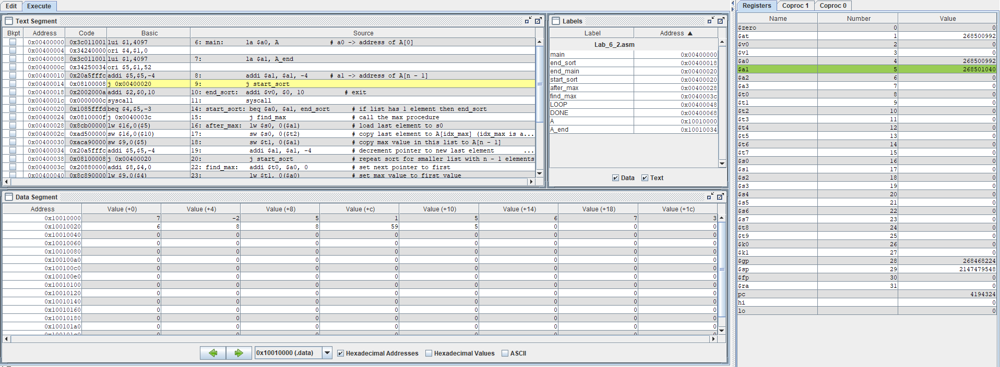 Edit Execute
Text Segment
Bkpt Address Code Basic Source
0x00400000 0x3c011001 lui $1,4097 6: main: la $a0, A # a0 -> address of A[0]
0x00400004 0x34240000 ori $4,$1,0
0x00400008 0x3c011001 lui $1,4097 7: la $a1, A_end
0x0040000c 0x34250034 ori $5,$1,52
0x00400010 0x20a5fffc addi $5,$5,-4 8: addi $a1, $a1, -4 # a1 -> address of A[n - 1]
0x00400014 0x08100008 j 0x00400020 9: j start_sort
0x00400018 0x2002000a addi $2,$0,10 10: end_sort: addi $v0, $0, 10 # exit
0x0040001c 0x0000000c syscall 11: syscall
0x00400020 0x1085fffd beq $4,$5,-3 14: start_sort: beq $a0, $a1, end_sort # if list has 1 element then end_sort
0x00400024 0x0810000f j 0x0040003c 15: j find_max # call the max procedure
0x00400028 0x8cb00000 lw $16,0($5) 16: after_max: lw $s0, 0($a1) # load last element to s0
0x0040002c 0xad500000 sw $16,0($10) 17: sw $s0, 0($t2) # copy last element to A[idx_max] (idx_max is a...
0x00400030 0xaca90000 sw $9,0($5) 18: sw $t1, 0($a1) # copy max value in this list to A[n - 1]
0x00400034 0x20a5fffc addi $5,$5,-4 19: addi $a1, $a1, -4 # decrement pointer to new last element ...
0x00400038 0x08100008 j 0x00400020 20: j start_sort # repeat sort for smaller list with n - 1 elements
0x0040003c 0x20880000 addi $8,$4,0 22: find_max: addi $t0, $a0, 0 # set next pointer to first
0x00400040 0x8c890000 lw $9,0($4) 23: lw $t1, 0($a0) # set max value to first value
Labels
Label Address ▲
Lab_6_2.asm
main 0x00400000
end_sort 0x00400018
end_main 0x00400020
start_sort 0x00400020
after_max 0x00400028
find_max 0x0040003c
LOOP 0x00400048
DONE 0x00400068
A 0x10010000
A_end 0x10010034
Data Text
Data Segment
Address Value (+0) Value (+4) Value (+8) Value (+c) Value (+10) Value (+14) Value (+18) Value (+1c)
0x10010000 7 -2 5 1 5 6 7 3
0x10010020 6 8 8 59 5 0 0 0
0x10010040 0 0 0 0 0 0 0 0
0x10010060 0 0 0 0 0 0 0 0
0x10010080 0 0 0 0 0 0 0 0
0x100100a0 0 0 0 0 0 0 0 0
0x100100c0 0 0 0 0 0 0 0 0
0x100100e0 0 0 0 0 0 0 0 0
0x10010100 0 0 0 0 0 0 0 0
0x10010120 0 0 0 0 0 0 0 0
0x10010140 0 0 0 0 0 0 0 0
0x10010160 0 0 0 0 0 0 0 0
0x10010180 0 0 0 0 0 0 0 0
0x100101a0 0 0 0 0 0 0 0 0
0x100101c0 0 0 0 0 0 0 0 0
0x10010000 (.data) Hexadecimal Addresses Hexadecimal Values ASCII
Registers Coproc 1 Coproc 0
Name Number Value
$zero 0 0
$at 1 268500992
$v0 2 0
$v1 3 0
$a0 4 268500992
$a1 5 268501040
$a2 6 0
$a3 7 0
$t0 8 0
$t1 9 0
$t2 10 0
$t3 11 0
$t4 12 0
$t5 13 0
$t6 14 0
$t7 15 0
$s0 16 0
$s1 17 0
$s2 18 0
$s3 19 0
$s4 20 0
$s5 21 0
$s6 22 0
$s7 23 0
$t8 24 0
$t9 25 0
$k0 26 0
$k1 27 0
$gp 28 268468224
$sp 29 2147479548
$fp 30 0
$ra 31 0
pc 4194324
hi 0
lo 0